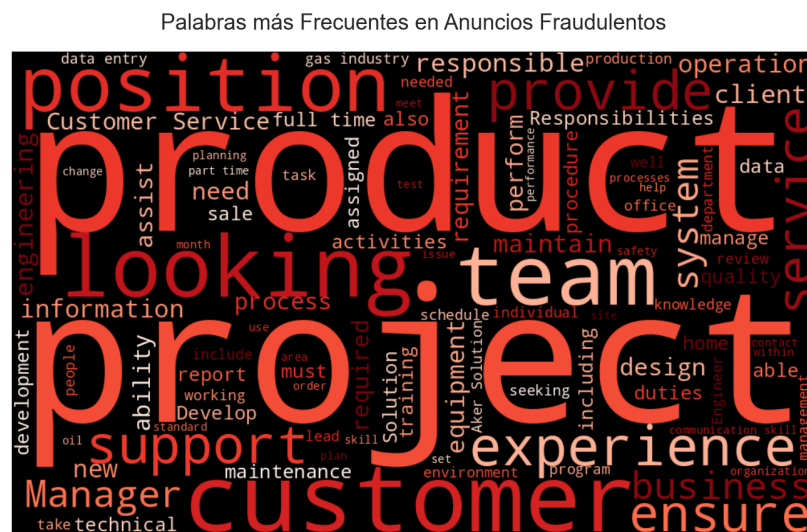 Palabras más Frecuentes en Anuncios Fraudulentos
data entry
gas industry
responsible
production
operation
position
needed
provide
client
meet
Customer Service
full time
also
Responsibilities
product
service
engineering
change
planning
part time
task
assist
need
sale
assigned
test
requirement
perform
performance
procedure
well
processes
help
office
department
data
system
looking
month
activities
issue
team
maintain
safety
manage
review
quality
information
process
schedule
individual
site
knowledge
project
development
people
ability
use
include
area
report
must
working
order
Develop
required
Solution
training
equipment
Aker Solution
seeking
including
design
duties
home
contact
within
able
Engineer
management
oil
standard
support
lead
skill
plan
set
experience
communication skill
new
maintenance
environment
program
organization
business
Manager
customer
ensure
take
technical